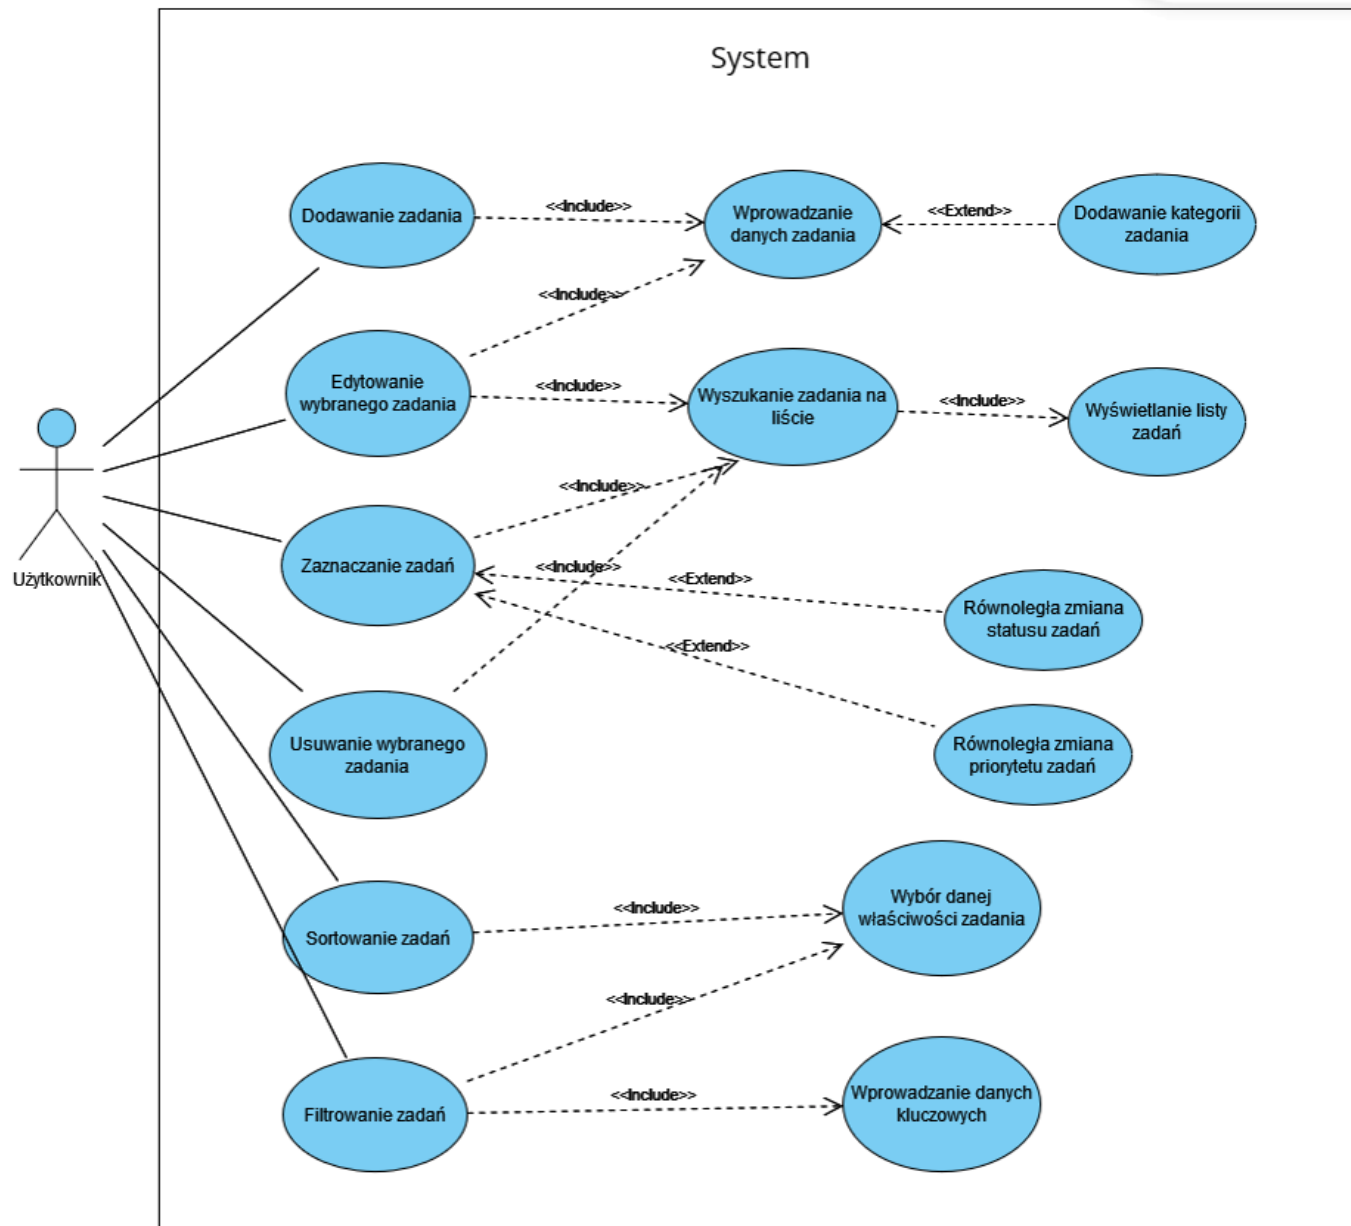 System
Dodawanie zadania
<<Include>>
Wprowadzanie
danych zadania
<<Extend>>
Dodawanie kategorii
zadania
<<Include>>
Edytowanie
wybranego zadania
<<Include>>
Wyszukanie zadania na
liście
<<Include>>
Wyświetlanie listy
zadań
Użytkownik
<<Include>>
Zaznaczanie zadań
<<Include>>
<<Extend>>
Równoległa zmiana
statusu zadań
<<Extend>>
Usuwanie wybranego
zadania
Równoległa zmiana
priorytetu zadań
Sortowanie zadań
<<Include>>
Wybór danej
właściwości zadania
<<Include>>
Filtrowanie zadań
<<Include>>
Wprowadzanie danych
kluczowych